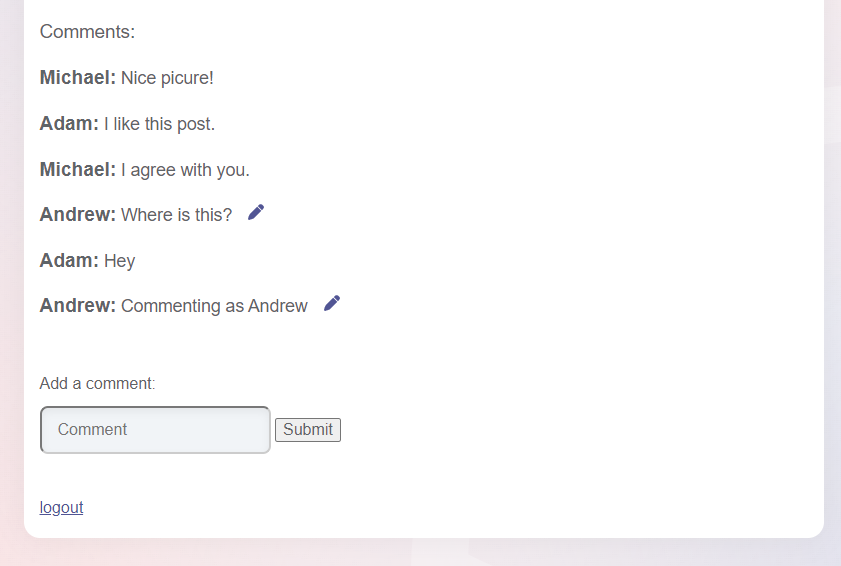 Comments:
Michael: Nice picure!
Adam: I like this post.
Michael: I agree with you.
Andrew: Where is this?
Adam: Hey
Andrew: Commenting as Andrew
Add a comment:
Comment Submit
logout